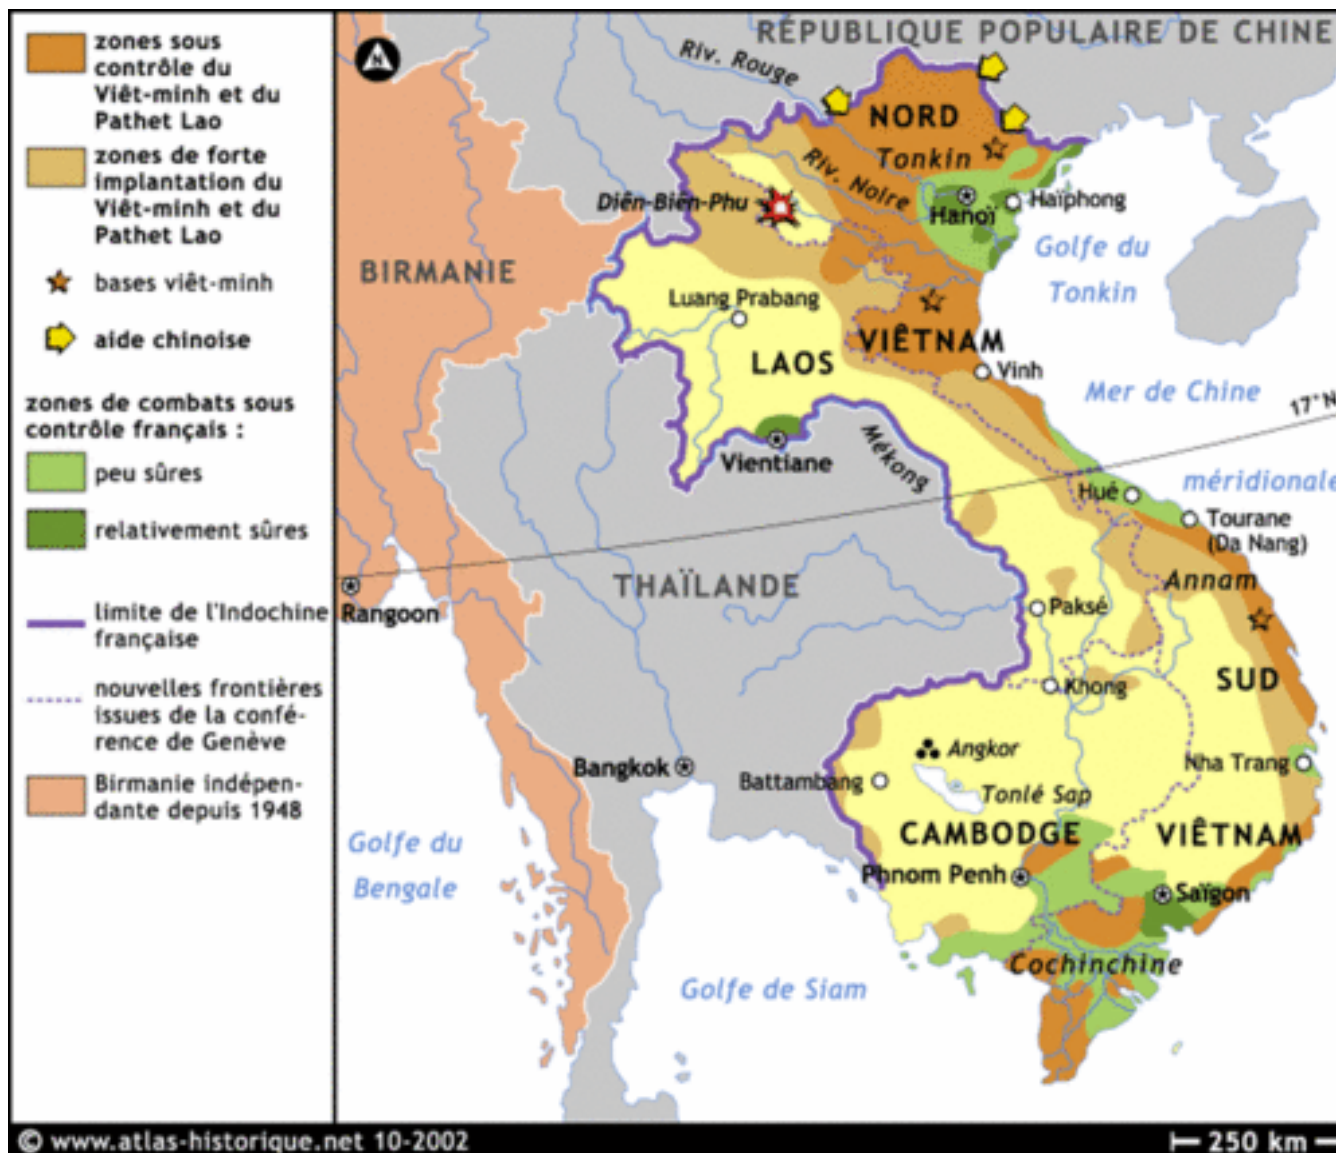 zones sous
contrôle du
Viêt-minh et du
Pathet Lao
zones de forte
implantation du
Viêt-minh et du
Pathet Lao
bases viêt-minh
aide chinoise
zones de combats sous
contrôle français :
peu sûres
relativement sûres
limite de l'Indochine
française
nouvelles frontières
issues de la confé-
rence de Genève
Birmanie indépen-
dante depuis 1948
N
RÉPUBLIQUE POPULAIRE DE CHINE
Riv. Rouge
NORD
Tonkin
Riv. Noire
Diên-Biên-Phu
Hanoï
Haïphong
BIRMANIE
Golfe du
Tonkin
Luang Prabang
VIÊTNAM
LAOS
Vinh
Mer de Chine
17°N
Mékong
Vientiane
méridionale
Hué
Tourane
(Da Nang)
THAÏLANDE
Annam
Rangoon
Paksé
Khong
SUD
Angkor
Bangkok
Battambang
Nha Trang
Tonlé Sap
CAMBODGE
VIÊTNAM
Golfe du
Bengale
Phnom Penh
Saïgon
Cochinchine
Golfe de Siam
© www.atlas-historique.net 10-2002
250 km